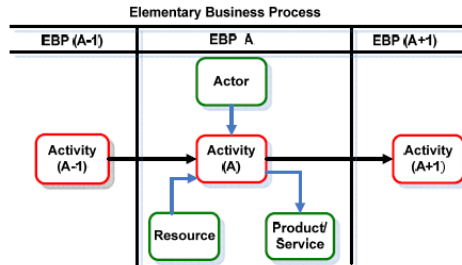 Elementary Business Process
EBP (A-1) EBP A EBP (A+1)
Actor
Activity
(A-1)
Activity
(A)
Activity
(A+1)
Resource
Product/
Service